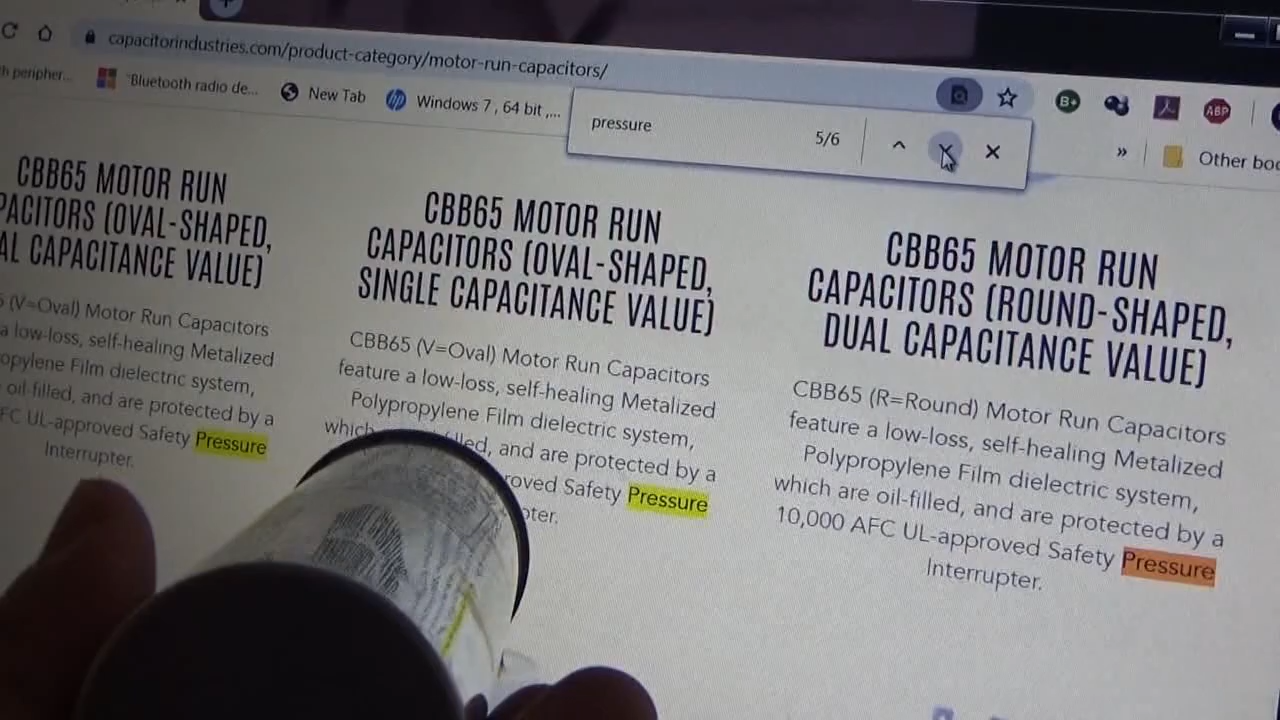 capacitorindustries.com/product-category/motor-run-capacitors/
peripher...
"Bluetooth radio de...
New Tab
Windows 7 , 64 bit ,...
pressure
5/6
B+
ABP
»
Other boo
CBB65 MOTOR RUN
PACITORS (OVAL-SHAPED,
AL CAPACITANCE VALUE)
(V=Oval) Motor Run Capacitors
a low-loss, self-healing Metalized
opylene Film dielectric system,
oil-filled, and are protected by a
FC UL-approved Safety Pressure
Interrupter.
CBB65 MOTOR RUN
CAPACITORS (OVAL-SHAPED,
SINGLE CAPACITANCE VALUE)
CBB65 (V=Oval) Motor Run Capacitors
feature a low-loss, self-healing Metalized
Polypropylene Film dielectric system,
which lled, and are protected by a
roved Safety Pressure
pter.
CBB65 MOTOR RUN
CAPACITORS (ROUND-SHAPED,
DUAL CAPACITANCE VALUE)
CBB65 (R=Round) Motor Run Capacitors
feature a low-loss, self-healing Metalized
Polypropylene Film dielectric system,
which are oil-filled, and are protected by a
10,000 AFC UL-approved Safety Pressure
Interrupter.